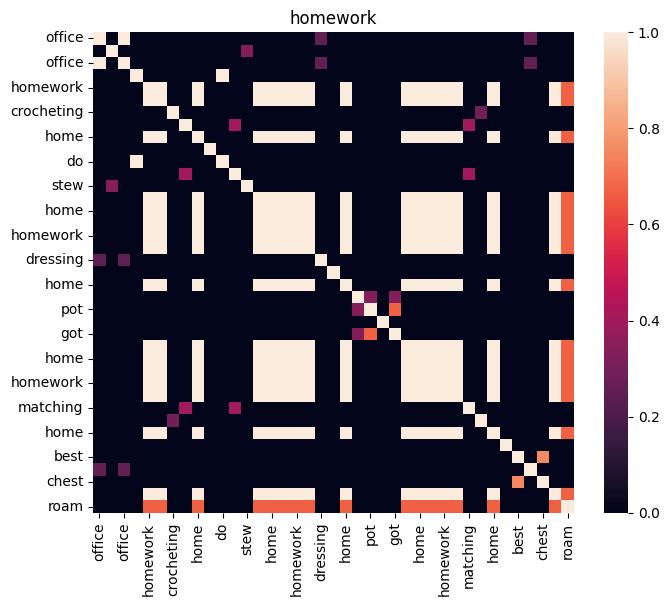 homework
office
office
homework
crocheting
home
do
stew
home
homework
dressing
home
pot
got
home
homework
matching
home
best
chest
roam
1.0
0.8
0.6
0.4
0.2
0.0
office
office
homework
crocheting
home
do
stew
home
homework
dressing
home
pot
got
home
homework
matching
home
best
chest
roam